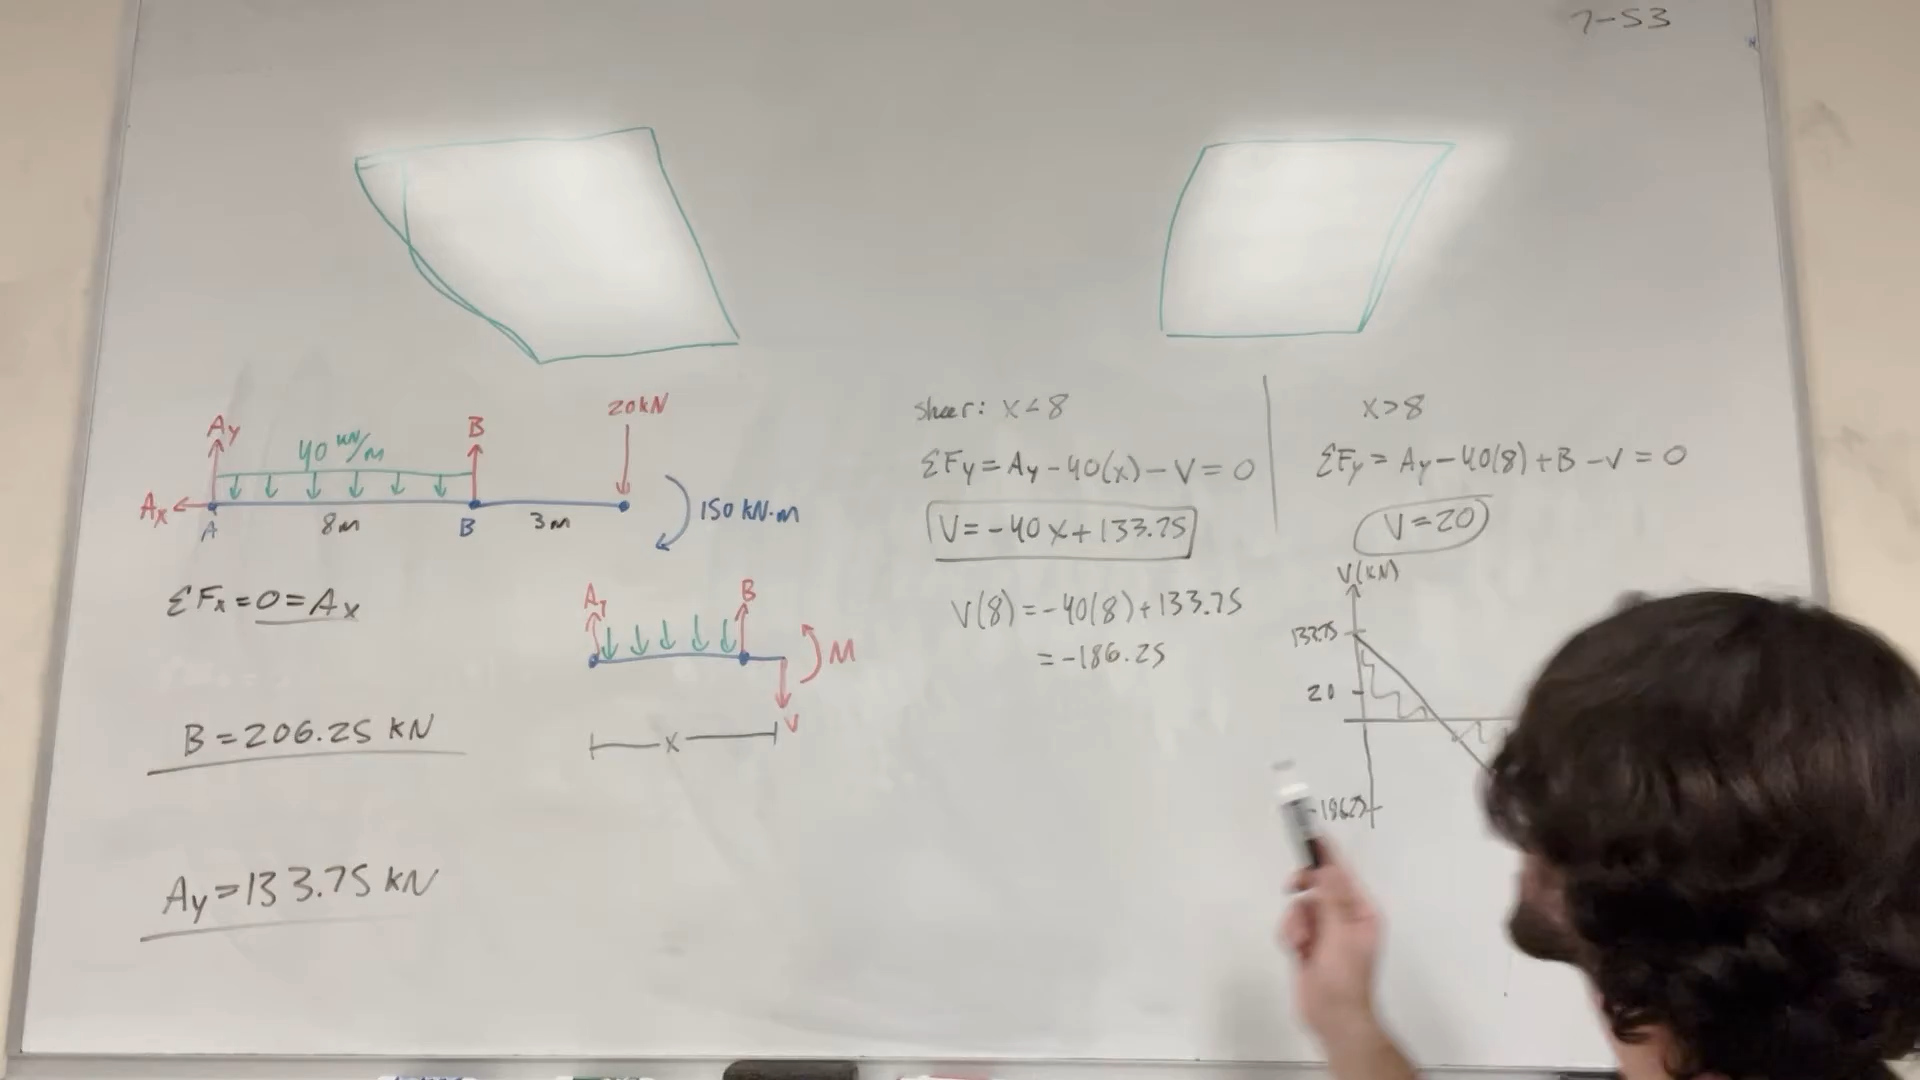 7-53
Ay
40 kN/m
B
20kN
Ax
A
8m
B
3m
150 kN·m
ΣFx=0=Ax
B=206.25 kN
Ay=133.75 kN
Ay
B
M
V
x
shear: x<8
ΣFy=Ay-40(x)-V=0
V=-40x+133.75
V(8)=-40(8)+133.75
=-186.25
x>8
ΣFy=Ay-40(8)+B-V=0
V=20
V(KN)
133.75
20
-186.25